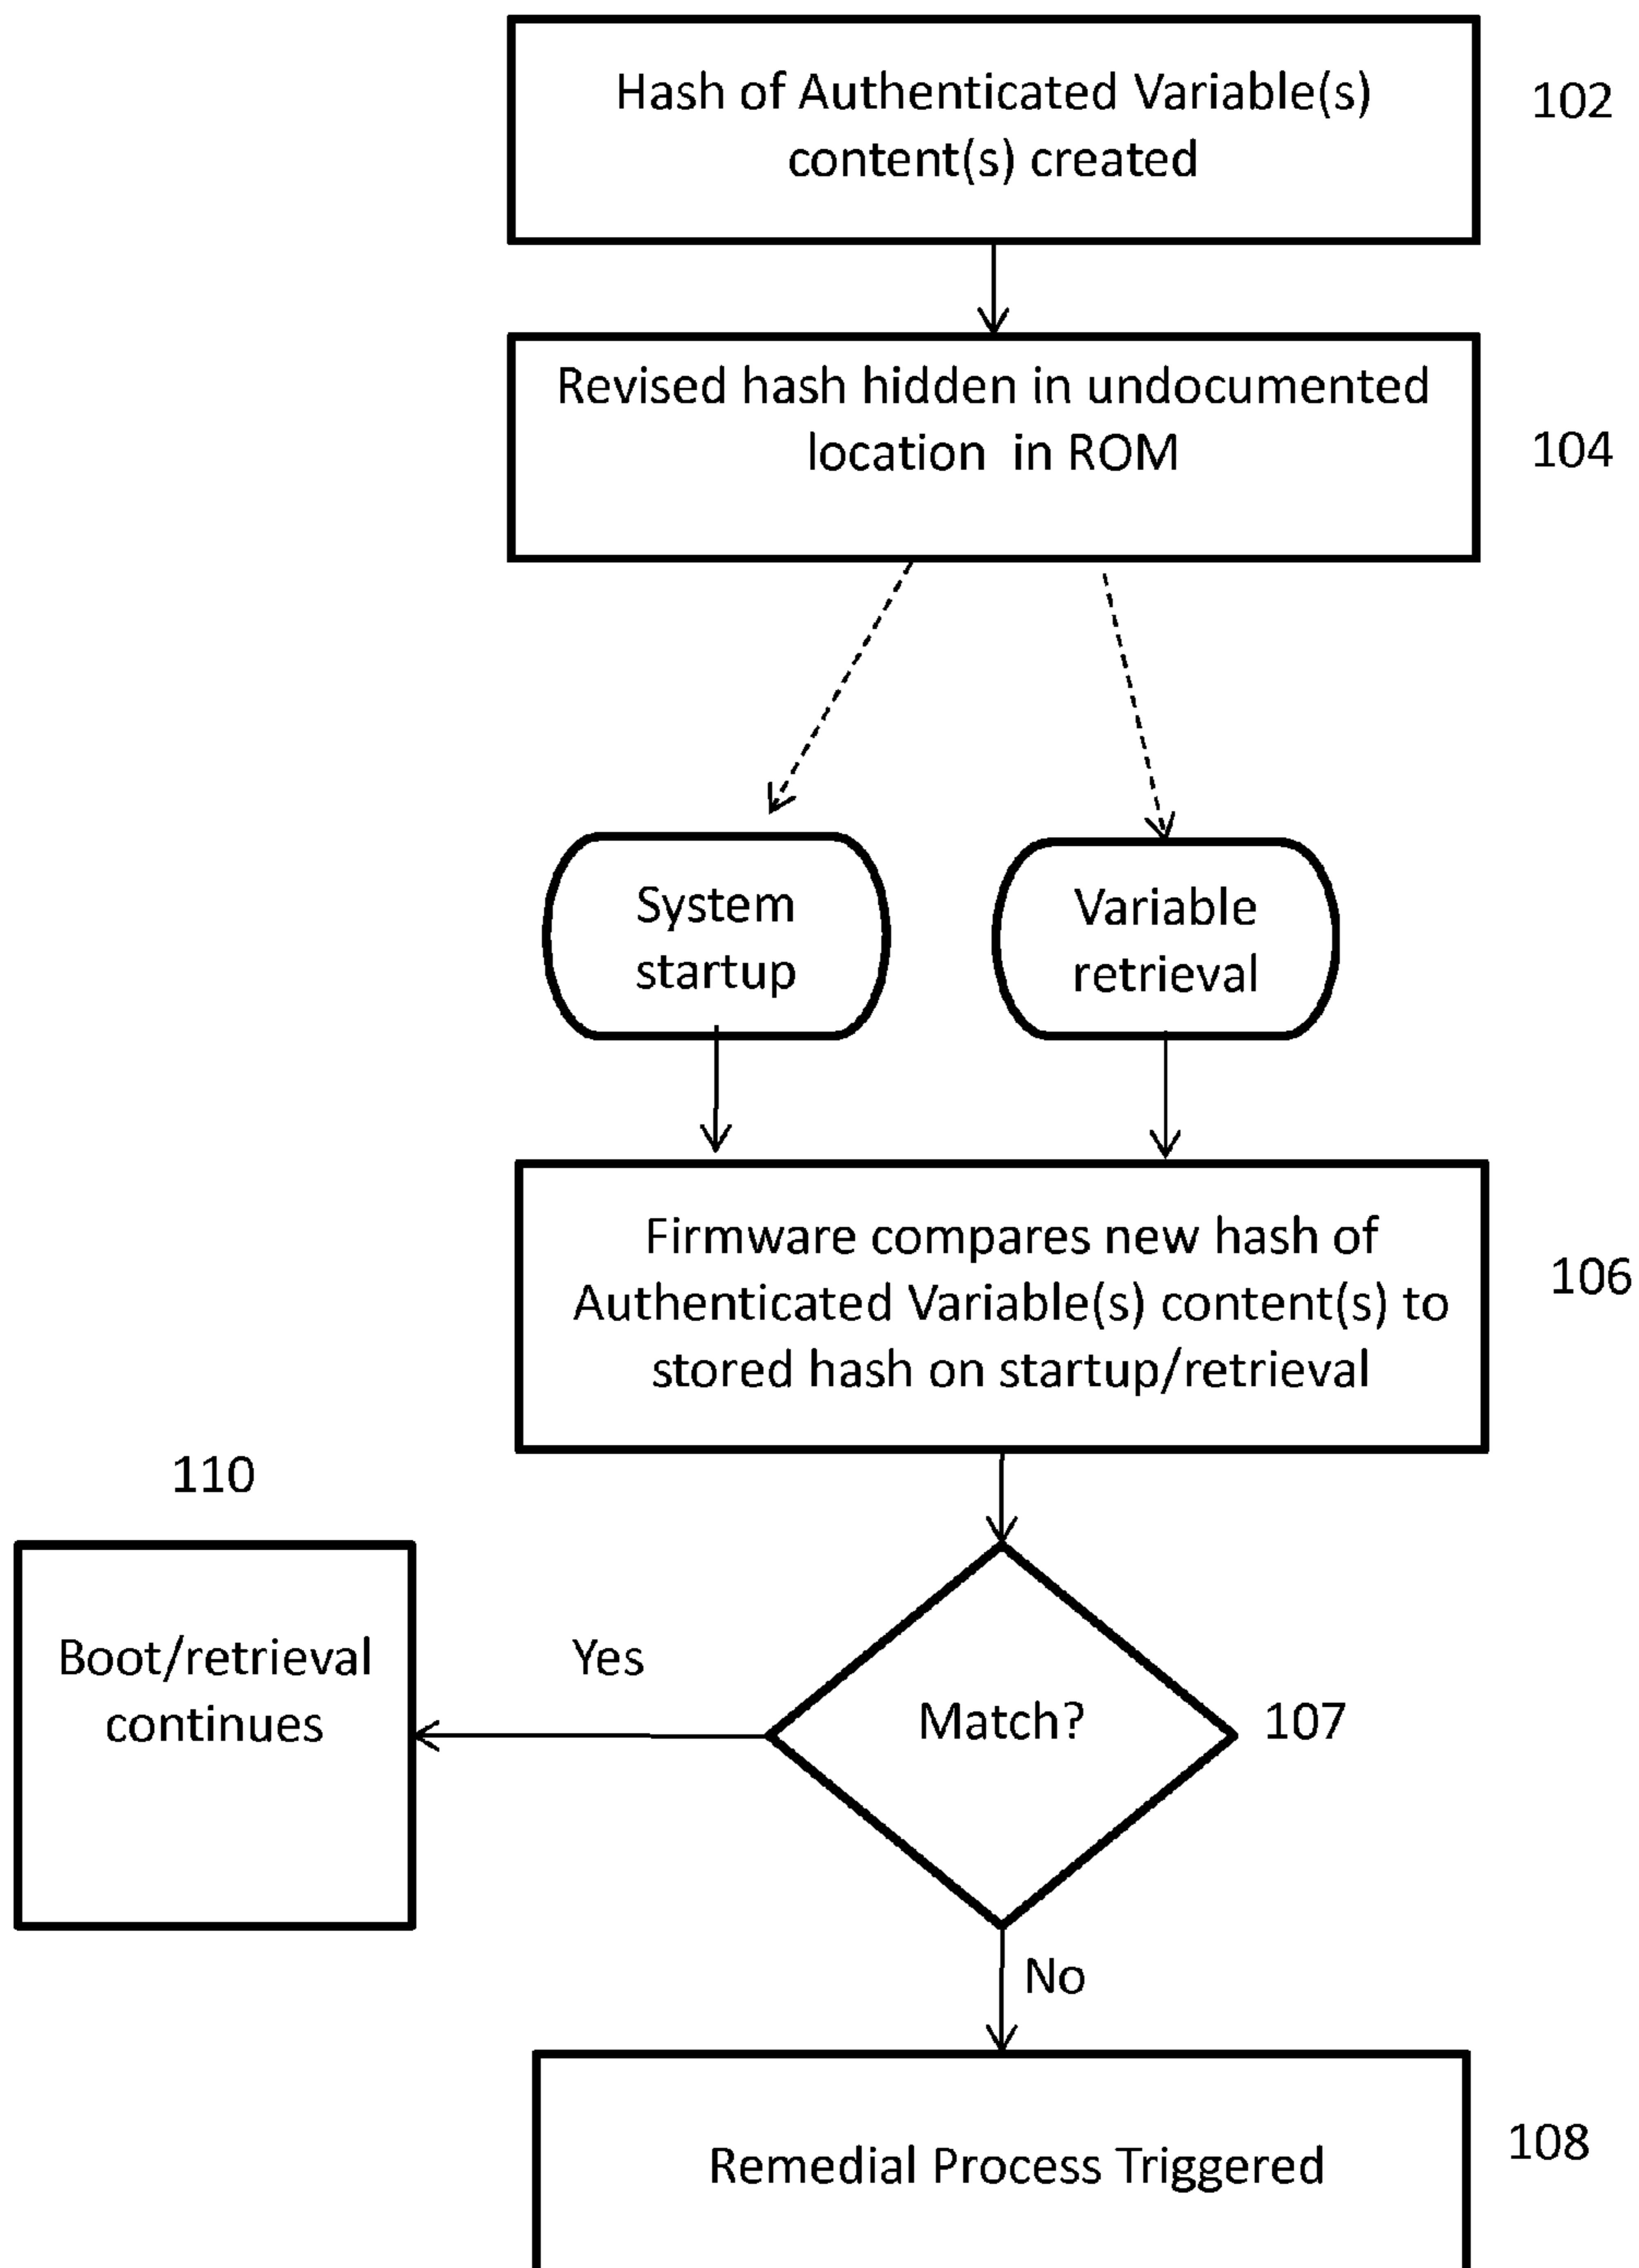 Hash of Authenticated Variable(s)
content(s) created
102
Revised hash hidden in undocumented
location in ROM
104
System
startup
Variable
retrieval
Firmware compares new hash of
Authenticated Variable(s) content(s) to
stored hash on startup/retrieval
106
110
Boot/retrieval
continues
Yes
Match?
107
No
Remedial Process Triggered
108